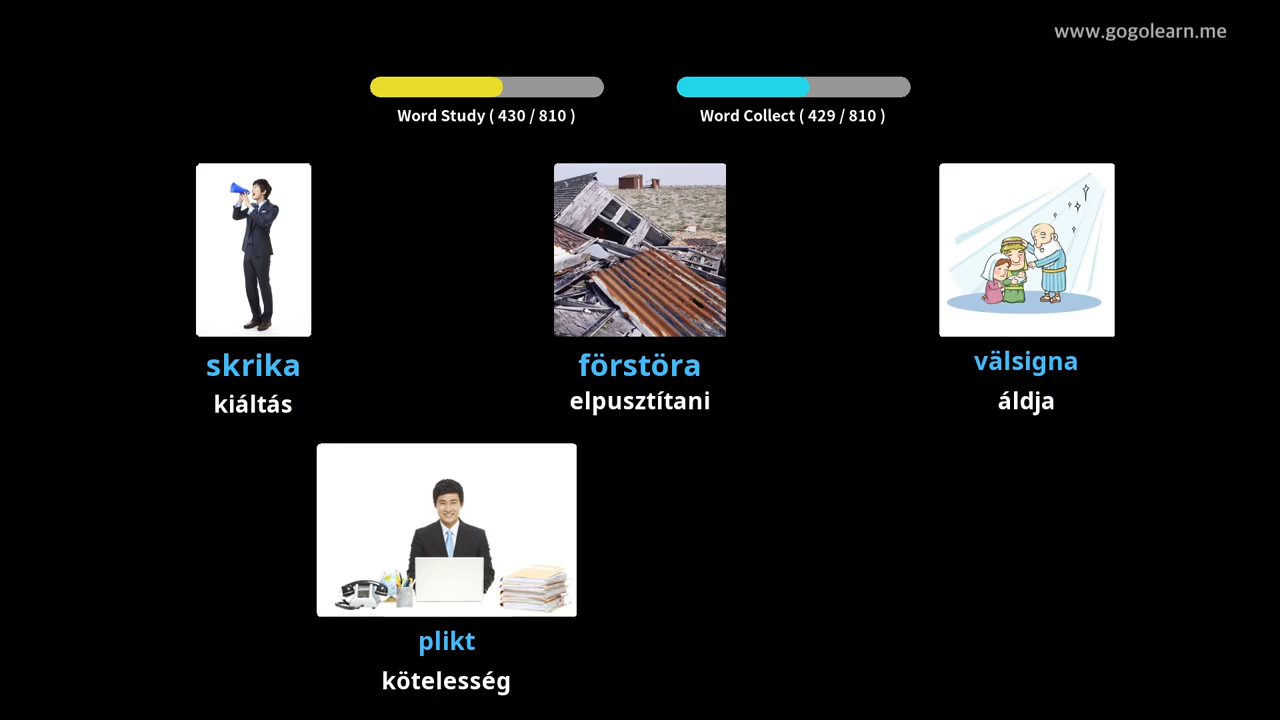 www.gogolearn.me
Word Study ( 430 / 810 )
Word Collect ( 429 / 810 )
skrika
kiáltás
förstöra
elpusztítani
välsigna
áldja
plikt
kötelesség